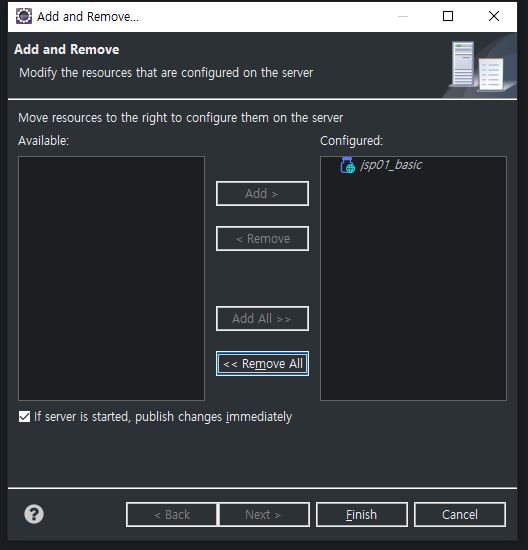 Add and Remove...
Add and Remove
Modify the resources that are configured on the server
Move resources to the right to configure them on the server
Available:
Configured:
jsp01_basic
Add >
< Remove
Add All >>
<< Remove All
If server is started, publish changes immediately
?
< Back
Next >
Finish
Cancel